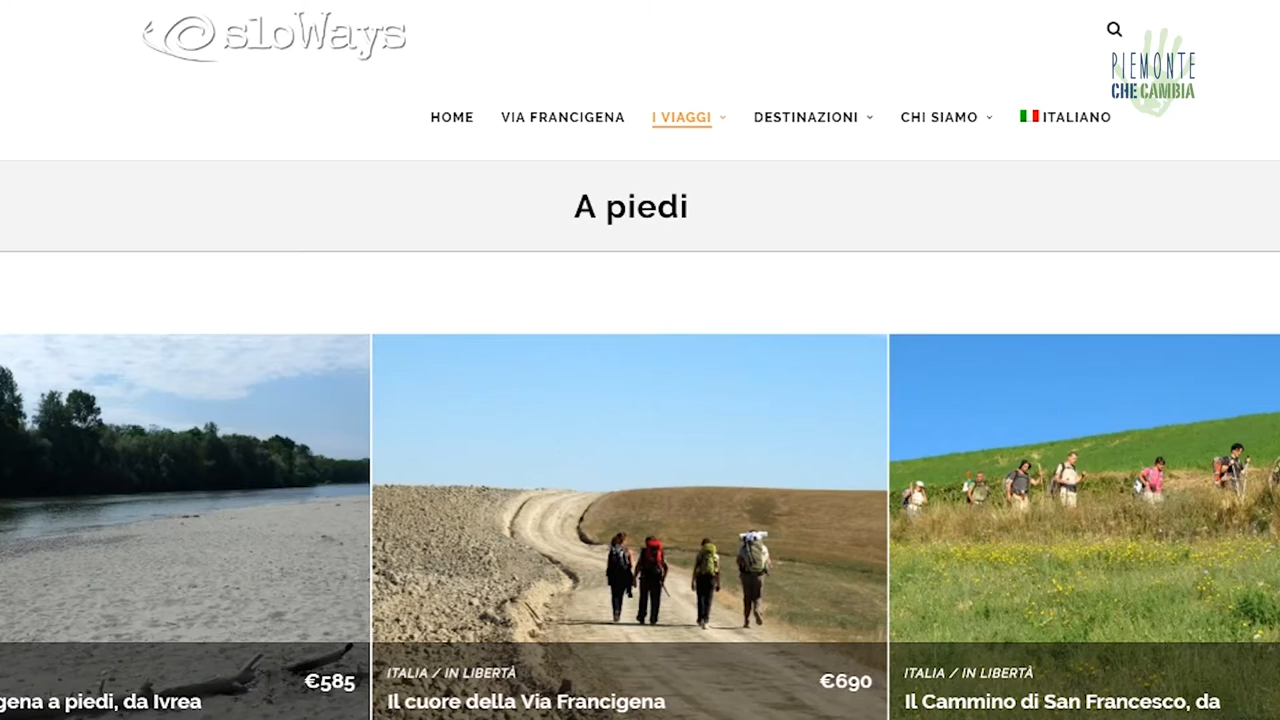 sloWays
PIEMONTE
CHE CAMBIA
HOME VIA FRANCIGENA I VIAGGI DESTINAZIONI CHI SIAMO ITALIANO
A piedi
€585
gena a piedi, da Ivrea
ITALIA / IN LIBERTÀ
€690
Il cuore della Via Francigena
ITALIA / IN LIBERTÀ
Il Cammino di San Francesco, da